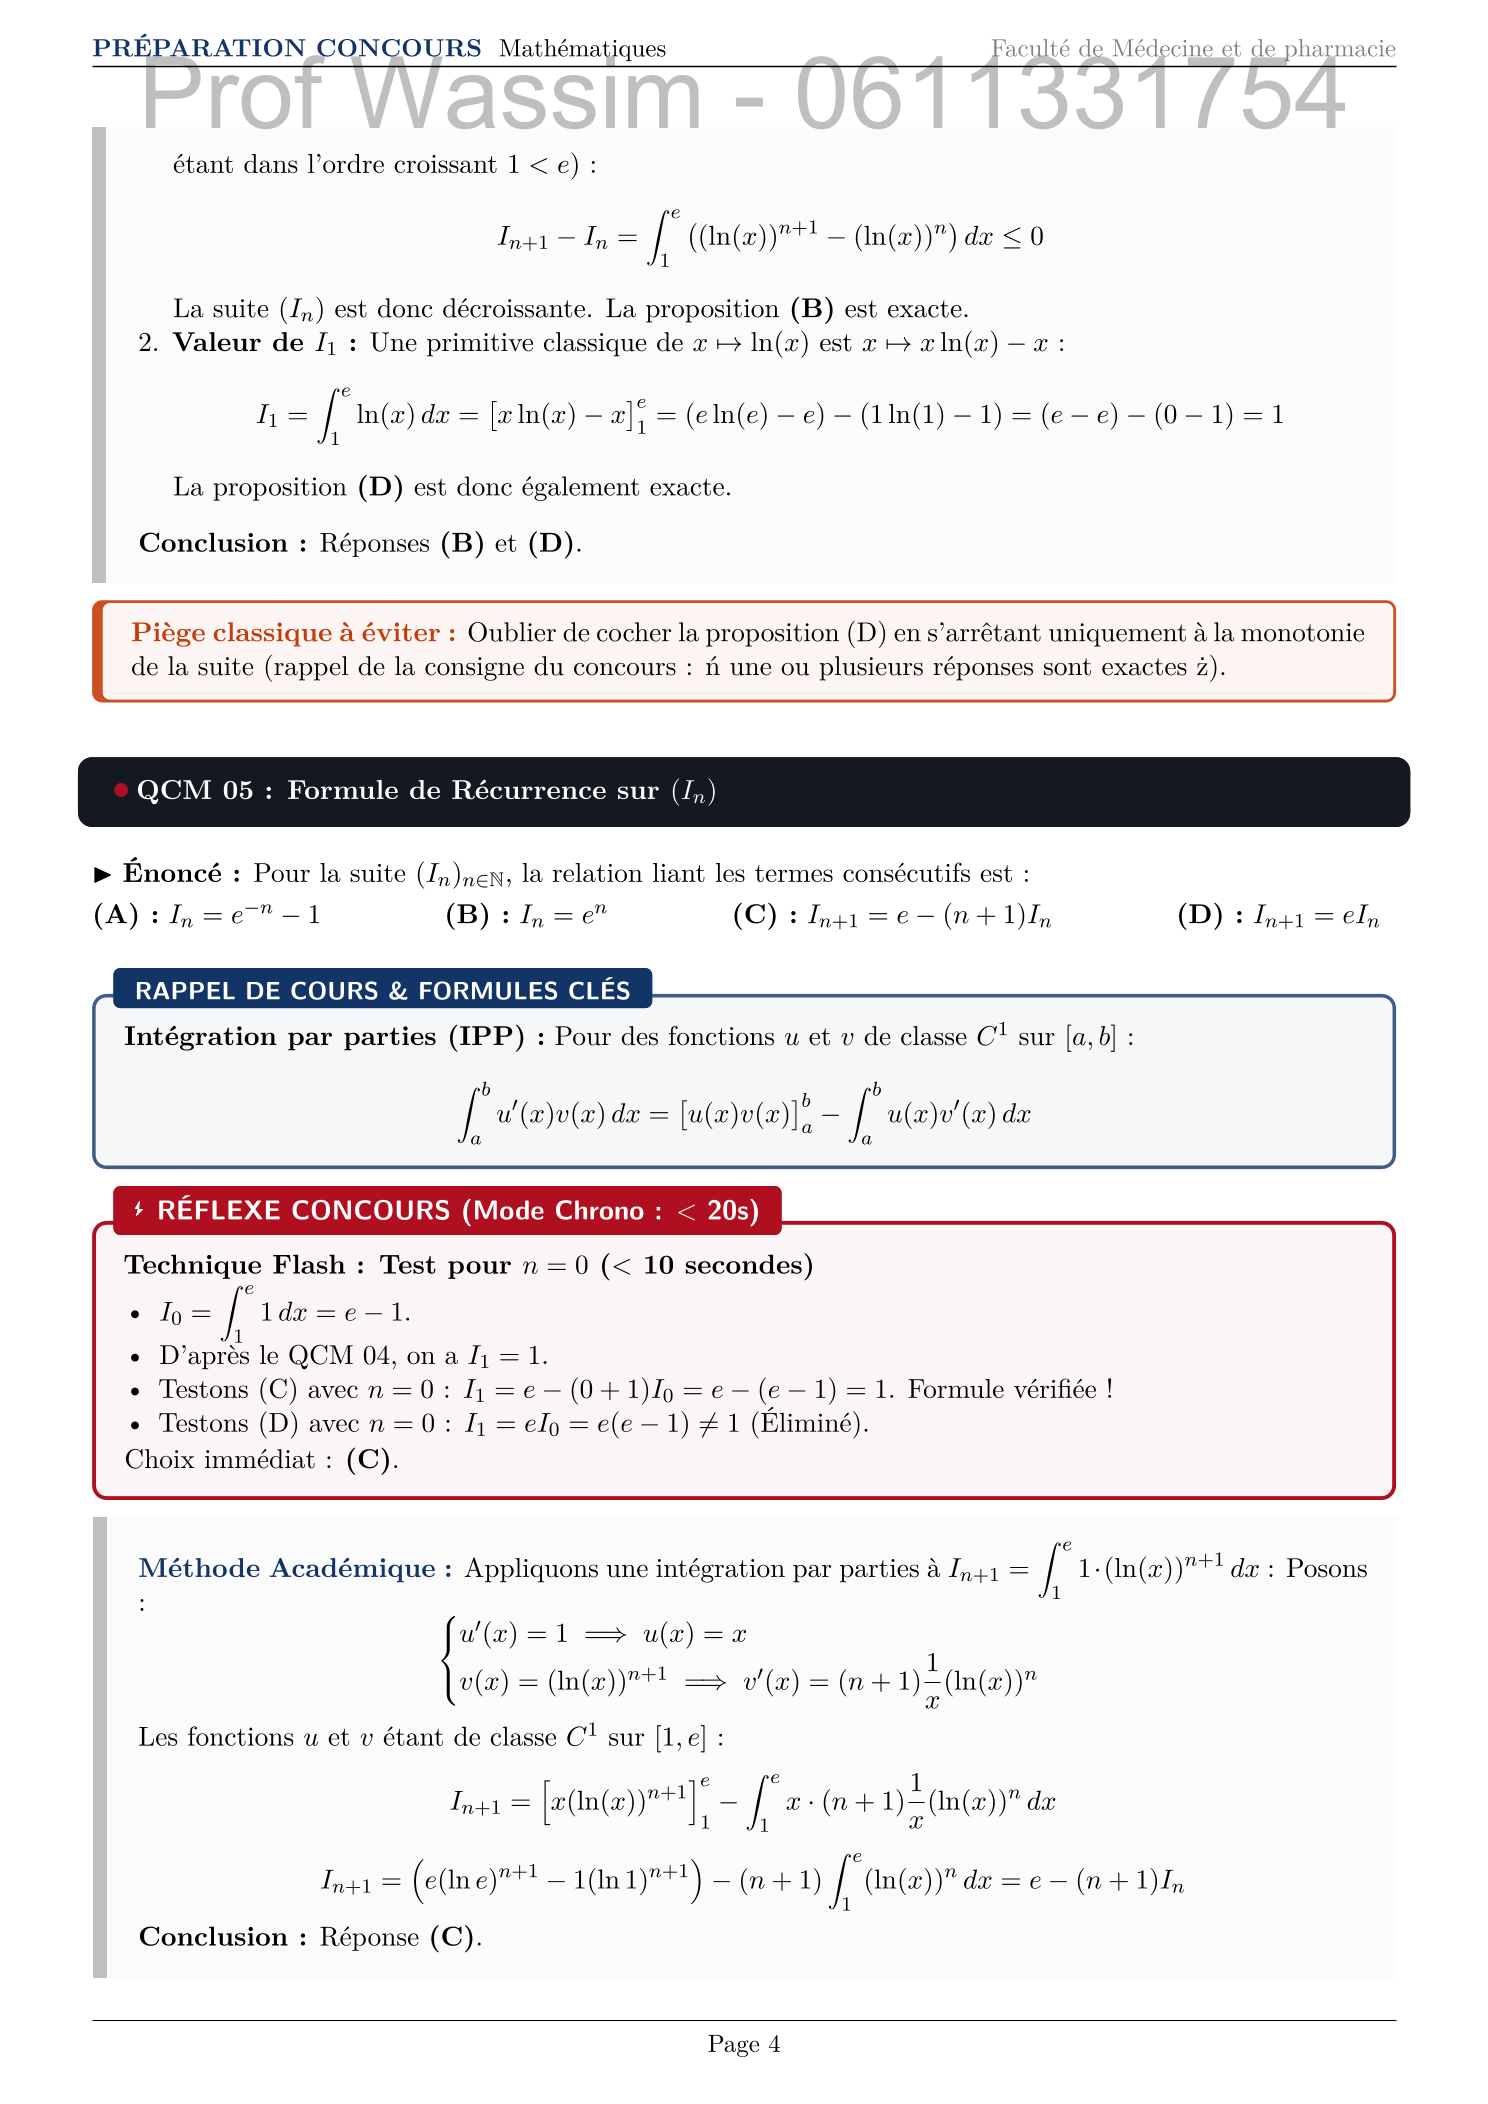 PRÉPARATION CONCOURS Mathématiques Faculté de Médecine et de pharmacie
Prof Wassim - 0611331754
étant dans l'ordre croissant 1 < e) :
I_{n+1} − I_n = ∫_1^e ((ln(x))^{n+1} − (ln(x))^n) dx ≤ 0
La suite (I_n) est donc décroissante. La proposition (B) est exacte.
2. Valeur de I_1 : Une primitive classique de x ↦ ln(x) est x ↦ x ln(x) − x :
I_1 = ∫_1^e ln(x) dx = [x ln(x) − x]_1^e = (e ln(e) − e) − (1 ln(1) − 1) = (e − e) − (0 − 1) = 1
La proposition (D) est donc également exacte.
Conclusion : Réponses (B) et (D).
Piège classique à éviter : Oublier de cocher la proposition (D) en s'arrêtant uniquement à la monotonie
de la suite (rappel de la consigne du concours : ń une ou plusieurs réponses sont exactes ż).
● QCM 05 : Formule de Récurrence sur (I_n)
▶ Énoncé : Pour la suite (I_n)_{n∈ℕ}, la relation liant les termes consécutifs est :
(A) : I_n = e^{−n} − 1 (B) : I_n = e^n (C) : I_{n+1} = e − (n + 1)I_n (D) : I_{n+1} = eI_n
RAPPEL DE COURS & FORMULES CLÉS
Intégration par parties (IPP) : Pour des fonctions u et v de classe C^1 sur [a, b] :
∫_a^b u′(x)v(x) dx = [u(x)v(x)]_a^b − ∫_a^b u(x)v′(x) dx
⚡ RÉFLEXE CONCOURS (Mode Chrono : < 20s)
Technique Flash : Test pour n = 0 (< 10 secondes)
• I_0 = ∫_1^e 1 dx = e − 1.
• D'après le QCM 04, on a I_1 = 1.
• Testons (C) avec n = 0 : I_1 = e − (0 + 1)I_0 = e − (e − 1) = 1. Formule vérifiée !
• Testons (D) avec n = 0 : I_1 = eI_0 = e(e − 1) ≠ 1 (Éliminé).
Choix immédiat : (C).
Méthode Académique : Appliquons une intégration par parties à I_{n+1} = ∫_1^e 1·(ln(x))^{n+1} dx : Posons
:
{ u′(x) = 1 ⟹ u(x) = x
v(x) = (ln(x))^{n+1} ⟹ v′(x) = (n + 1) 1/x (ln(x))^n
Les fonctions u et v étant de classe C^1 sur [1, e] :
I_{n+1} = [x(ln(x))^{n+1}]_1^e − ∫_1^e x · (n + 1) 1/x (ln(x))^n dx
I_{n+1} = (e(ln e)^{n+1} − 1(ln 1)^{n+1}) − (n + 1) ∫_1^e (ln(x))^n dx = e − (n + 1)I_n
Conclusion : Réponse (C).
Page 4